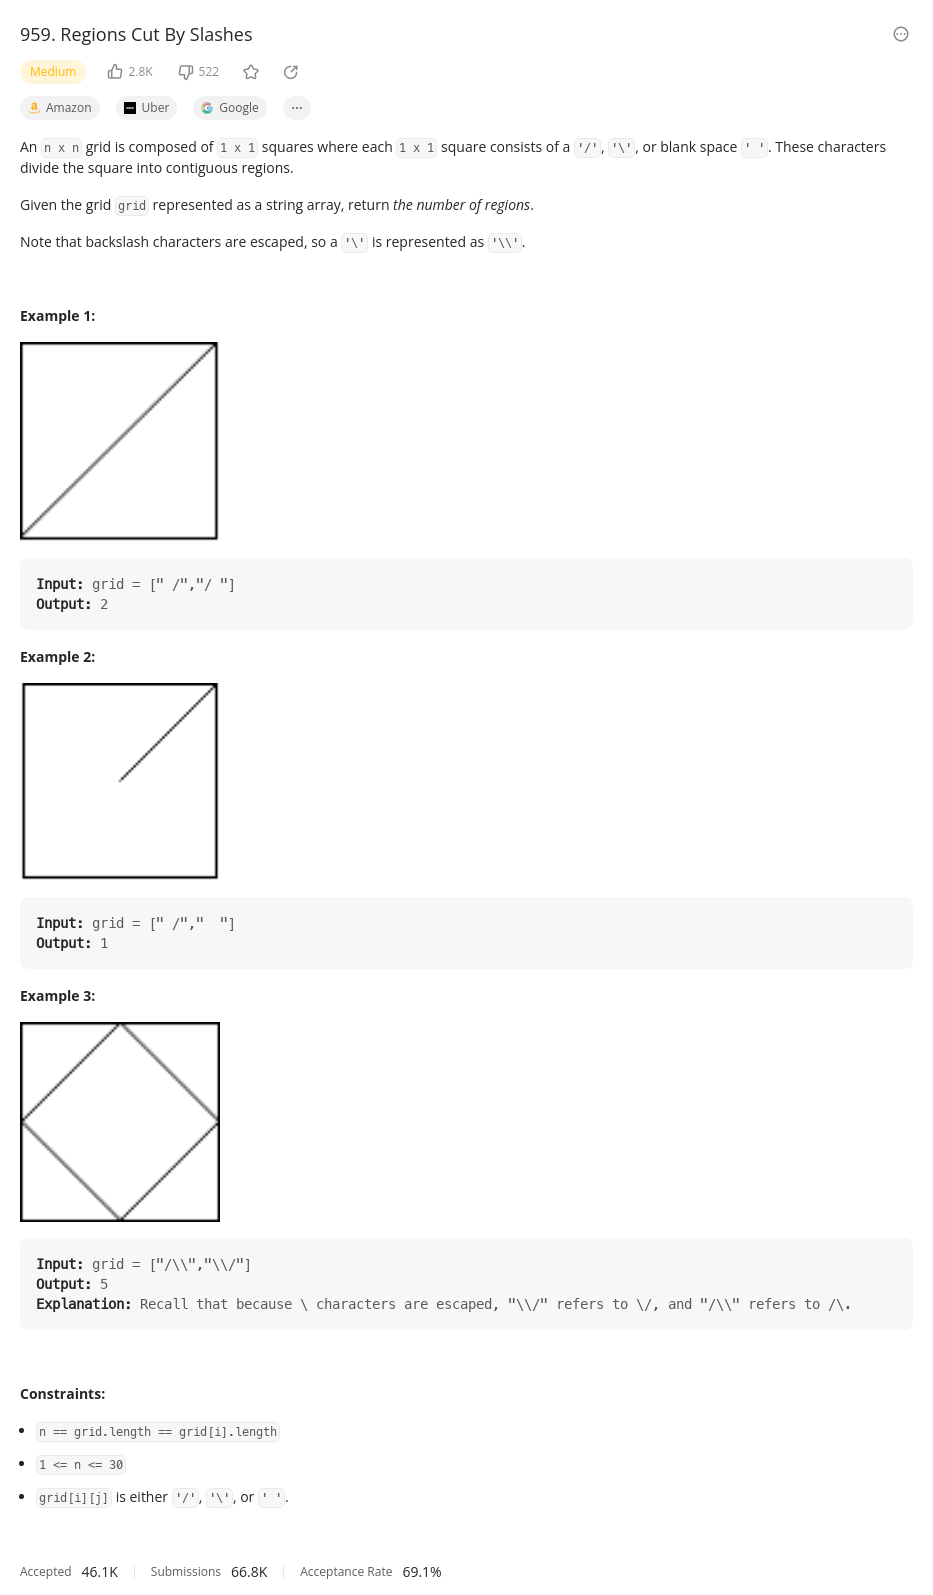 959. Regions Cut By Slashes
Medium 2.8K 522
Amazon Uber Google ...
An n x n grid is composed of 1 x 1 squares where each 1 x 1 square consists of a '/', '\', or blank space ' '. These characters
divide the square into contiguous regions.
Given the grid grid represented as a string array, return the number of regions.
Note that backslash characters are escaped, so a '\' is represented as '\\'.
Example 1:
Input: grid = [" /","/ "]
Output: 2
Example 2:
Input: grid = [" /","  "]
Output: 1
Example 3:
Input: grid = ["/\\","\\/"]
Output: 5
Explanation: Recall that because \ characters are escaped, "\\/" refers to \/, and "/\\" refers to /\.
Constraints:
• n == grid.length == grid[i].length
• 1 <= n <= 30
• grid[i][j] is either '/', '\', or ' '.
Accepted 46.1K Submissions 66.8K Acceptance Rate 69.1%